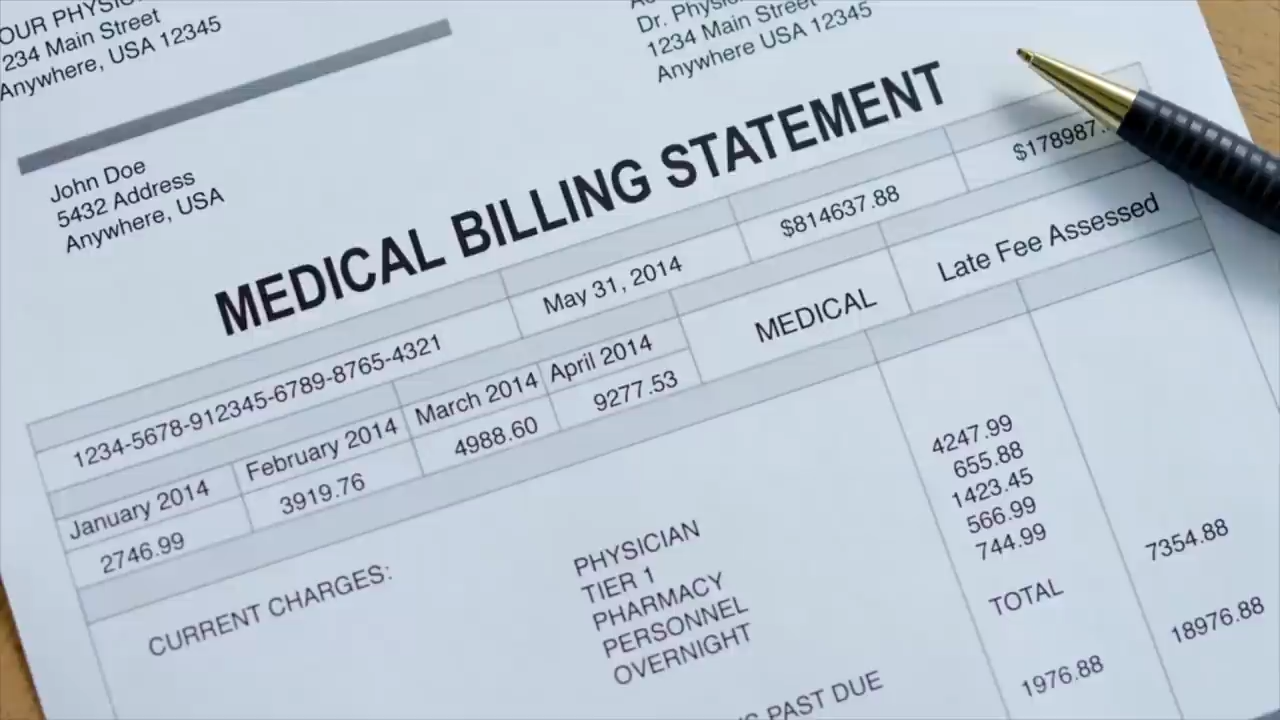 OUR PHYSI
1234 Main Street
Anywhere, USA 12345
Dr. Physi
1234 Main Street
Anywhere USA 12345
John Doe
5432 Address
Anywhere, USA
MEDICAL BILLING STATEMENT
1234-5678-912345-6789-8765-4321 May 31, 2014 $814637.88 $178987.
January 2014 February 2014 March 2014 April 2014 MEDICAL Late Fee Assessed
2746.99 3919.76 4988.60 9277.53
CURRENT CHARGES:
PHYSICIAN 4247.99
TIER 1 655.88
PHARMACY 1423.45
PERSONNEL 566.99
OVERNIGHT 744.99
TOTAL 7354.88
PAST DUE 1976.88 18976.88